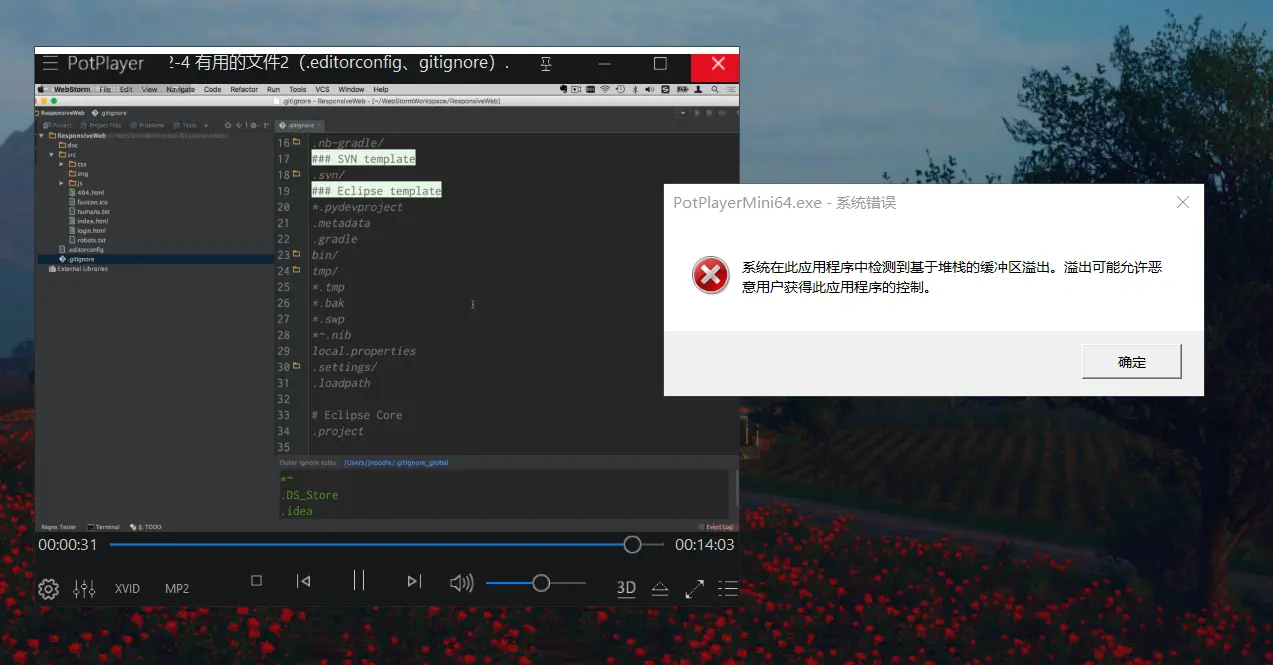 PotPlayer
2-4 有用的文件2（.editorconfig、gitignore）.
WebStorm File Edit View Navigate Code Refactor Run Tools VCS Window Help
.gitignore - ResponsiveWeb - [~/WebStormWorkspace/ResponsiveWeb]
ResponsiveWeb .gitignore
Project Project Files Problems Tests
.gitignore
ResponsiveWeb (~/WebStormWorkspace/ResponsiveWeb)
doc
src
css
img
js
404.html
favicon.ico
humans.txt
index.html
login.html
robots.txt
.editorconfig
.gitignore
External Libraries
16 .nb-gradle/
17 ### SVN template
18 .svn/
19 ### Eclipse template
20 *.pydevproject
21 .metadata
22 .gradle
23 bin/
24 tmp/
25 *.tmp
26 *.bak
27 *.swp
28 *~.nib
29 local.properties
30 .settings/
31 .loadpath
32
33 # Eclipse Core
34 .project
35
Outer ignore rules: /Users/jnoodle/.gitignore_global
*~
.DS_Store
.idea
Regex Tester Terminal 6: TODO Event Log
00:00:31 00:14:03
XVID MP2 3D
PotPlayerMini64.exe - 系统错误
系统在此应用程序中检测到基于堆栈的缓冲区溢出。溢出可能允许恶
意用户获得此应用程序的控制。
确定